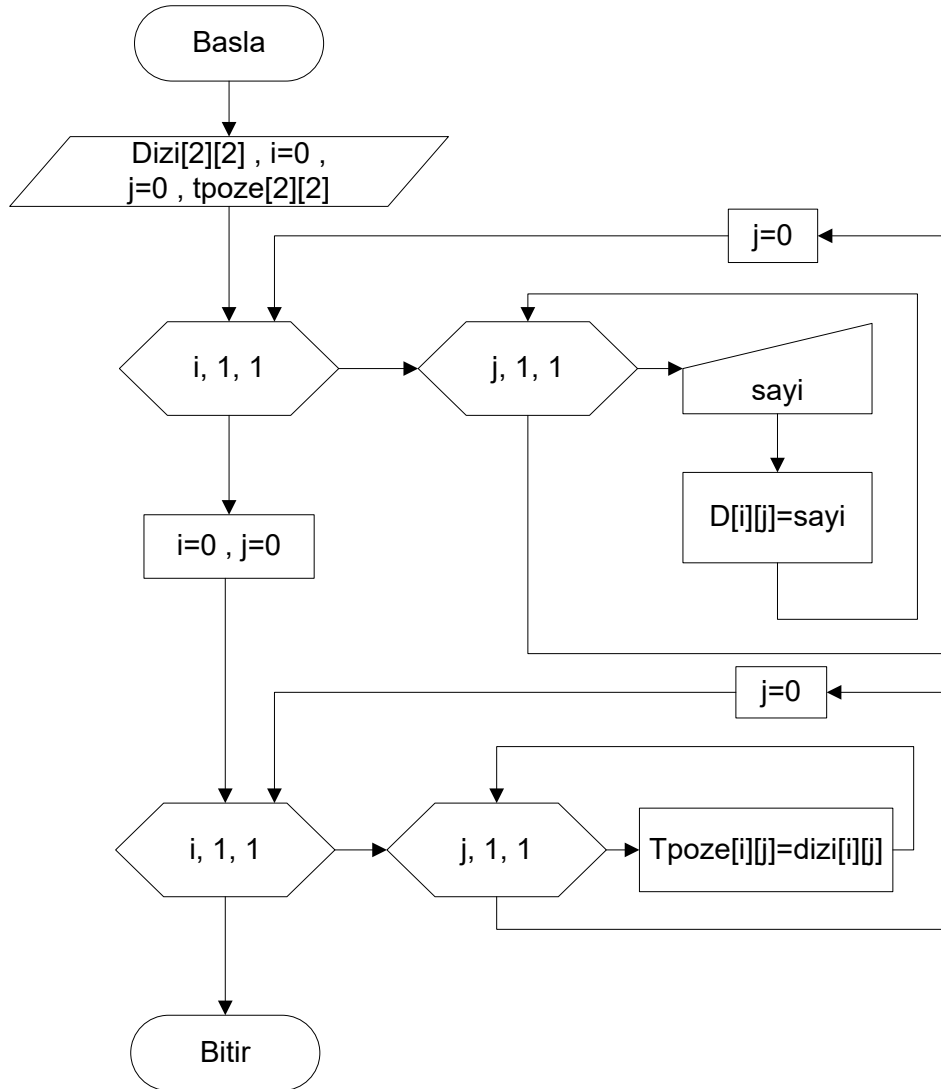 Basla
Dizi[2][2] , i=0 ,
j=0 , tpoze[2][2]
j=0
i, 1, 1
j, 1, 1
sayi
D[i][j]=sayi
i=0 , j=0
j=0
i, 1, 1
j, 1, 1
Tpoze[i][j]=dizi[i][j]
Bitir